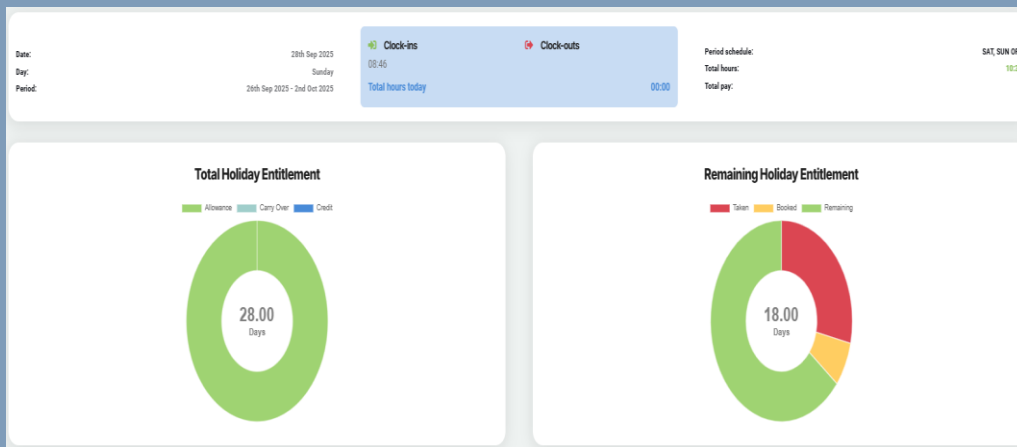 Date: 28th Sep 2025
Day: Sunday
Period: 26th Sep 2025 - 2nd Oct 2025
Clock-ins Clock-outs
08:46
Total hours today 00:00
Period schedule: SAT, SUN
Total hours:
Total pay:
Total Holiday Entitlement
Allowance Carry Over Credit
28.00
Days
Remaining Holiday Entitlement
Taken Booked Remaining
18.00
Days